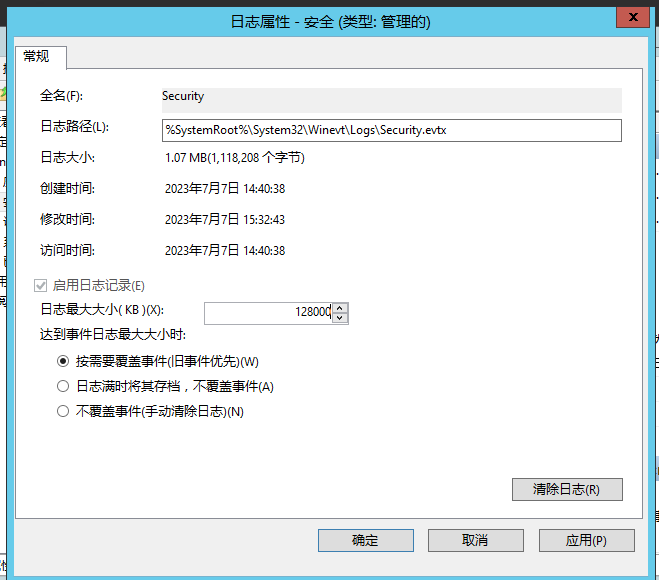 日志属性 - 安全 (类型: 管理的)
x
常规
全名(F):
Security
日志路径(L):
%SystemRoot%\System32\Winevt\Logs\Security.evtx
日志大小:
1.07 MB(1,118,208 个字节)
创建时间:
2023年7月7日 14:40:38
修改时间:
2023年7月7日 15:32:43
访问时间:
2023年7月7日 14:40:38
启用日志记录(E)
日志最大大小( KB )(X):
128000
达到事件日志最大大小时:
按需要覆盖事件(旧事件优先)(W)
日志满时将其存档，不覆盖事件(A)
不覆盖事件(手动清除日志)(N)
清除日志(R)
确定
取消
应用(P)